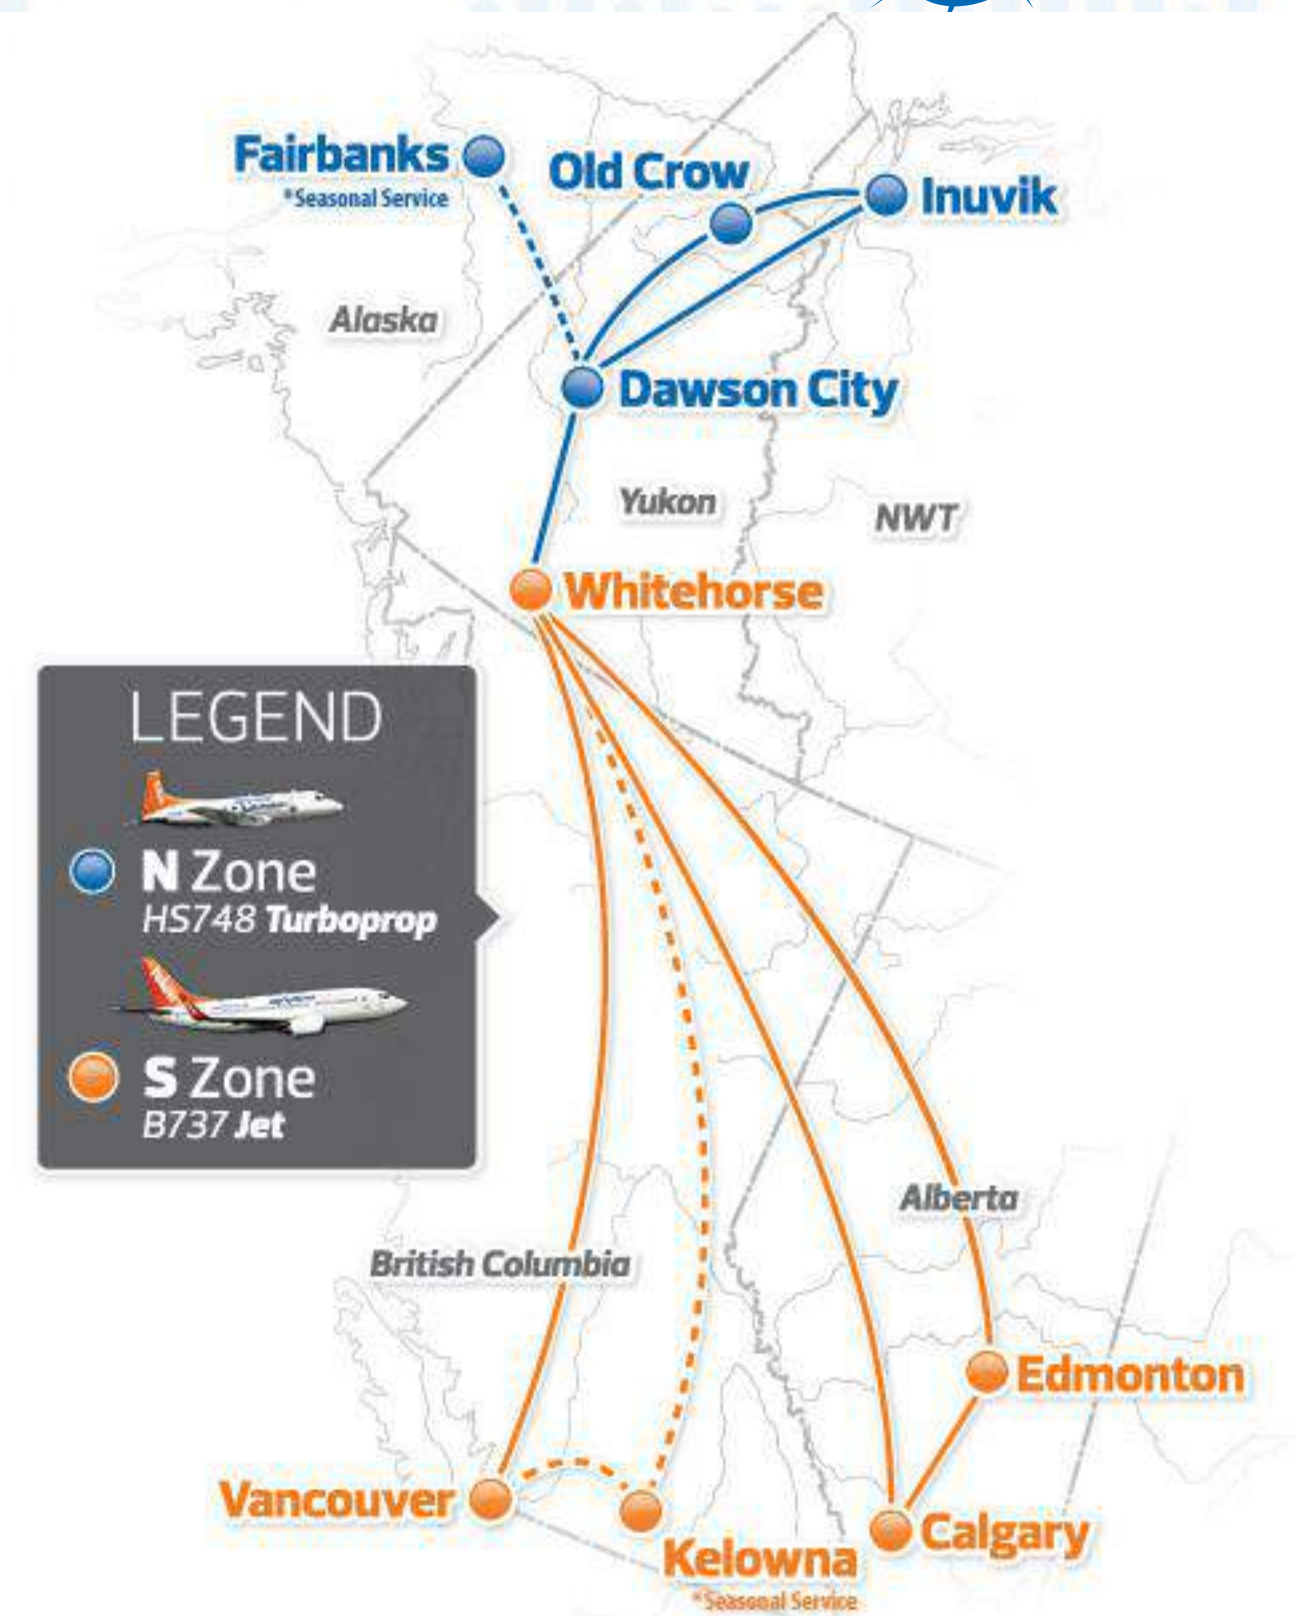 Fairbanks
*Seasonal Service
Old Crow
Inuvik
Alaska
Dawson City
Yukon
NWT
Whitehorse
LEGEND
N Zone
HS748 Turboprop
S Zone
B737 Jet
Alberta
British Columbia
Edmonton
Vancouver
Calgary
Kelowna
*Seasonal Service